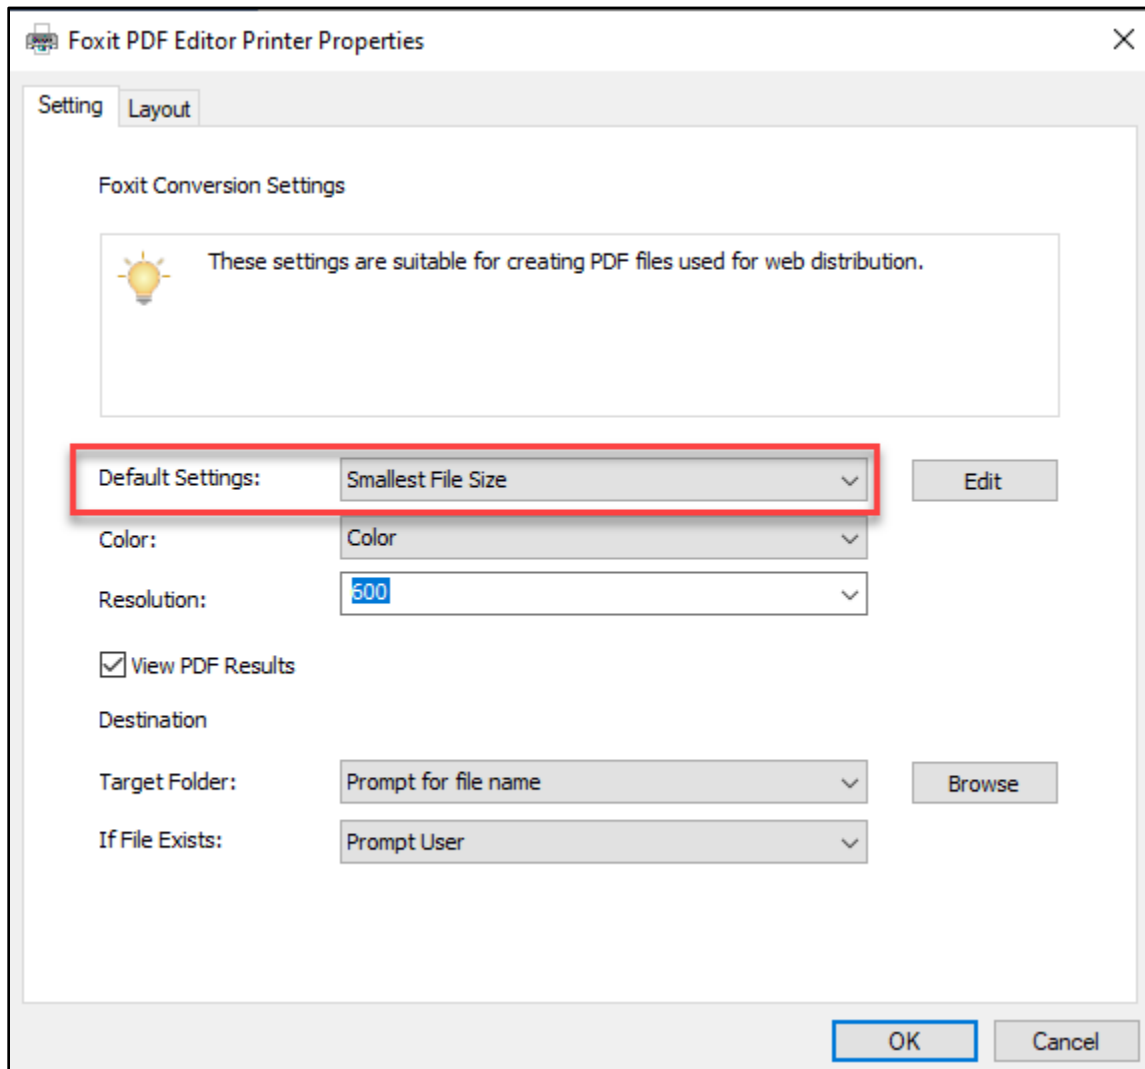 Foxit PDF Editor Printer Properties
Setting
Layout
Foxit Conversion Settings
These settings are suitable for creating PDF files used for web distribution.
Default Settings: Smallest File Size Edit
Color: Color
Resolution: 600
View PDF Results
Destination
Target Folder: Prompt for file name Browse
If File Exists: Prompt User
OK Cancel